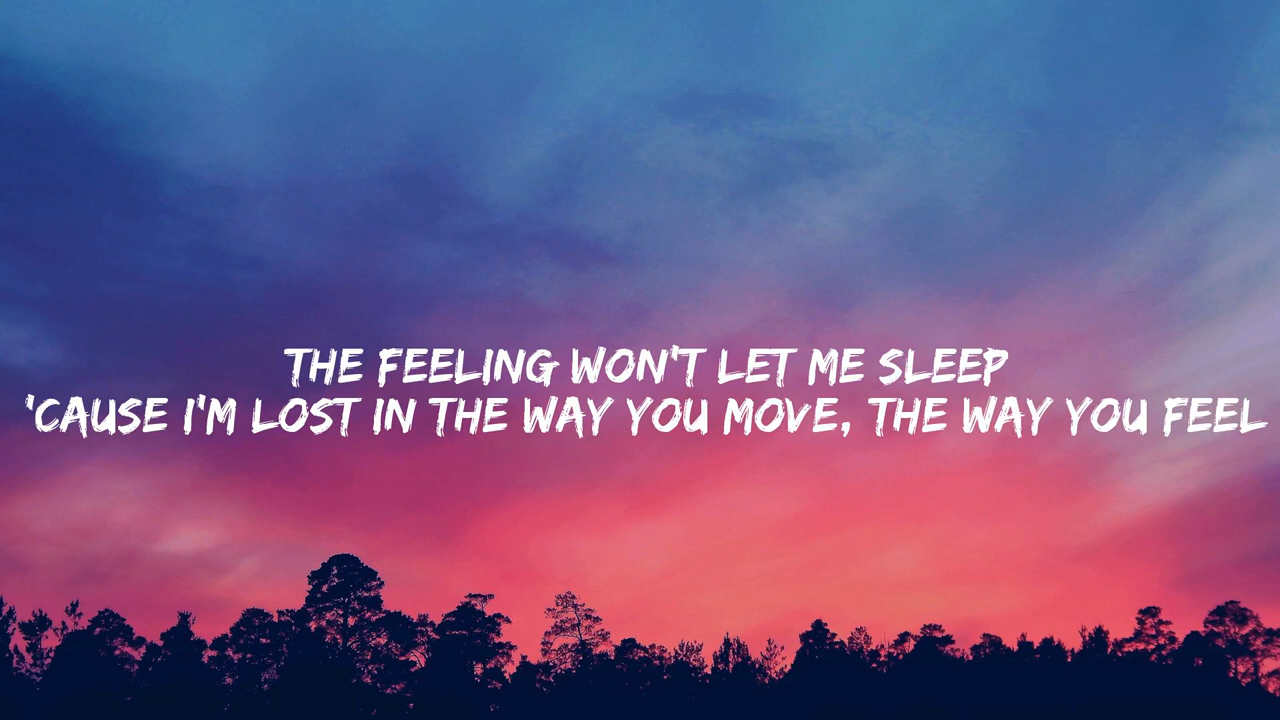 THE FEELING WON'T LET ME SLEEP
'CAUSE I'M LOST IN THE WAY YOU MOVE, THE WAY YOU FEEL